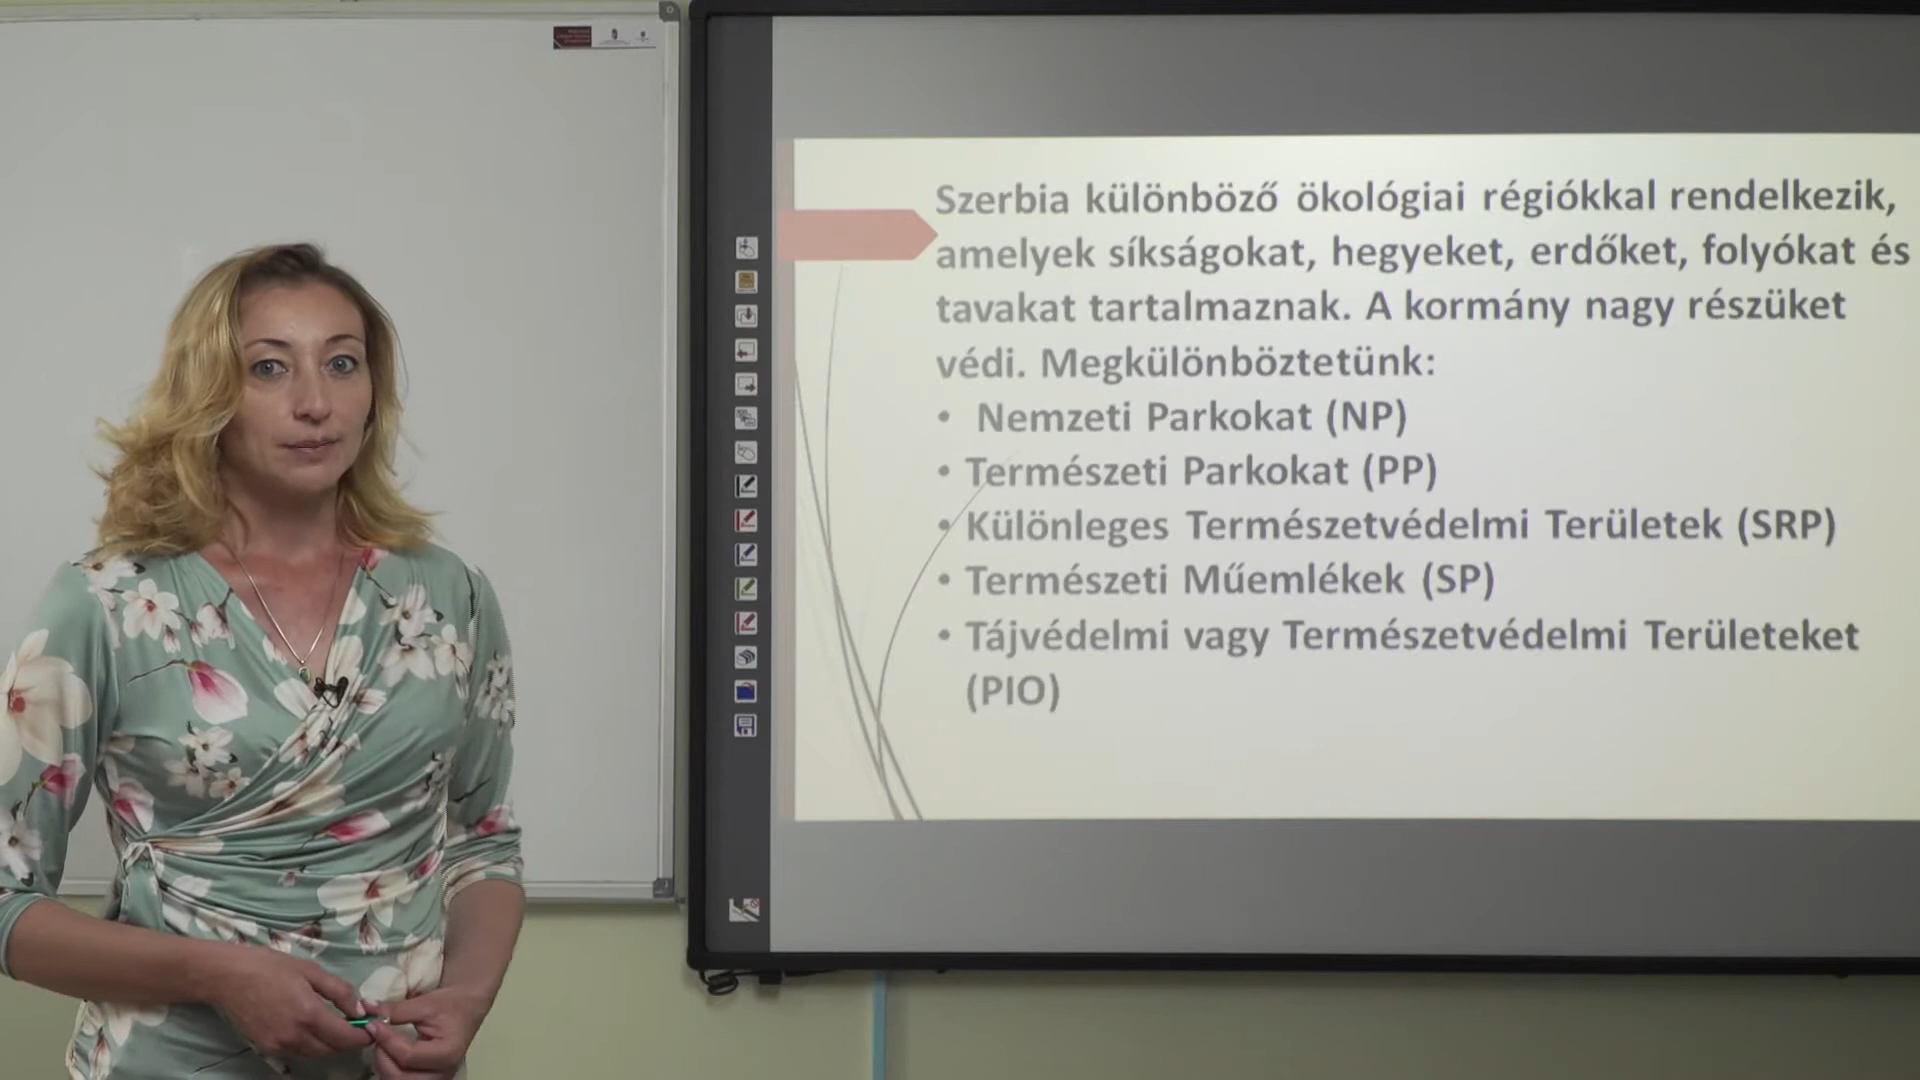 Szerbia különböző ökológiai régiókkal rendelkezik,
amelyek síkságokat, hegyeket, erdőket, folyókat és
tavakat tartalmaznak. A kormány nagy részüket
védi. Megkülönböztetünk:
• Nemzeti Parkokat (NP)
• Természeti Parkokat (PP)
• Különleges Természetvédelmi Területek (SRP)
• Természeti Műemlékek (SP)
• Tájvédelmi vagy Természetvédelmi Területeket
(PIO)